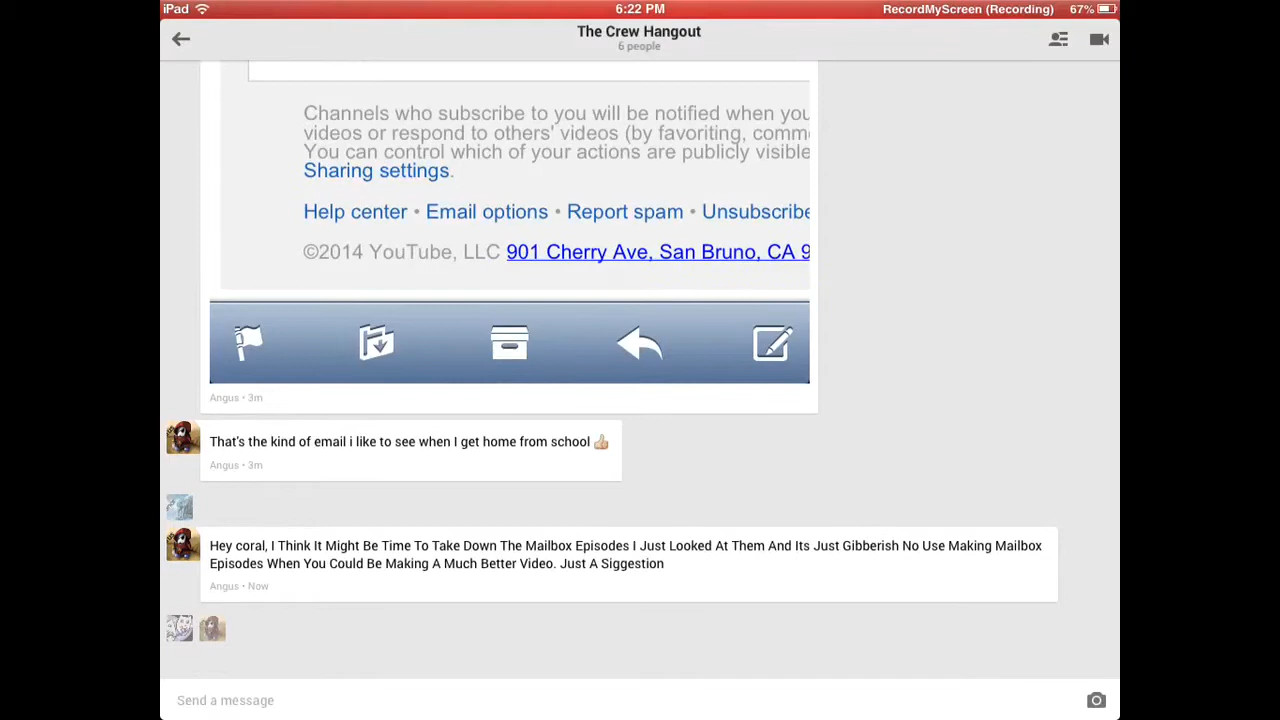 iPad
6:22 PM
RecordMyScreen (Recording)
67%
The Crew Hangout
6 people
Channels who subscribe to you will be notified when you
videos or respond to others' videos (by favoriting, comm
You can control which of your actions are publicly visible
Sharing settings.
Help center • Email options • Report spam • Unsubscribe
©2014 YouTube, LLC 901 Cherry Ave, San Bruno, CA 9
Angus • 3m
That's the kind of email i like to see when I get home from school 👍
Angus • 3m
Hey coral, I Think It Might Be Time To Take Down The Mailbox Episodes I Just Looked At Them And Its Just Gibberish No Use Making Mailbox
Episodes When You Could Be Making A Much Better Video. Just A Siggestion
Angus • Now
Send a message